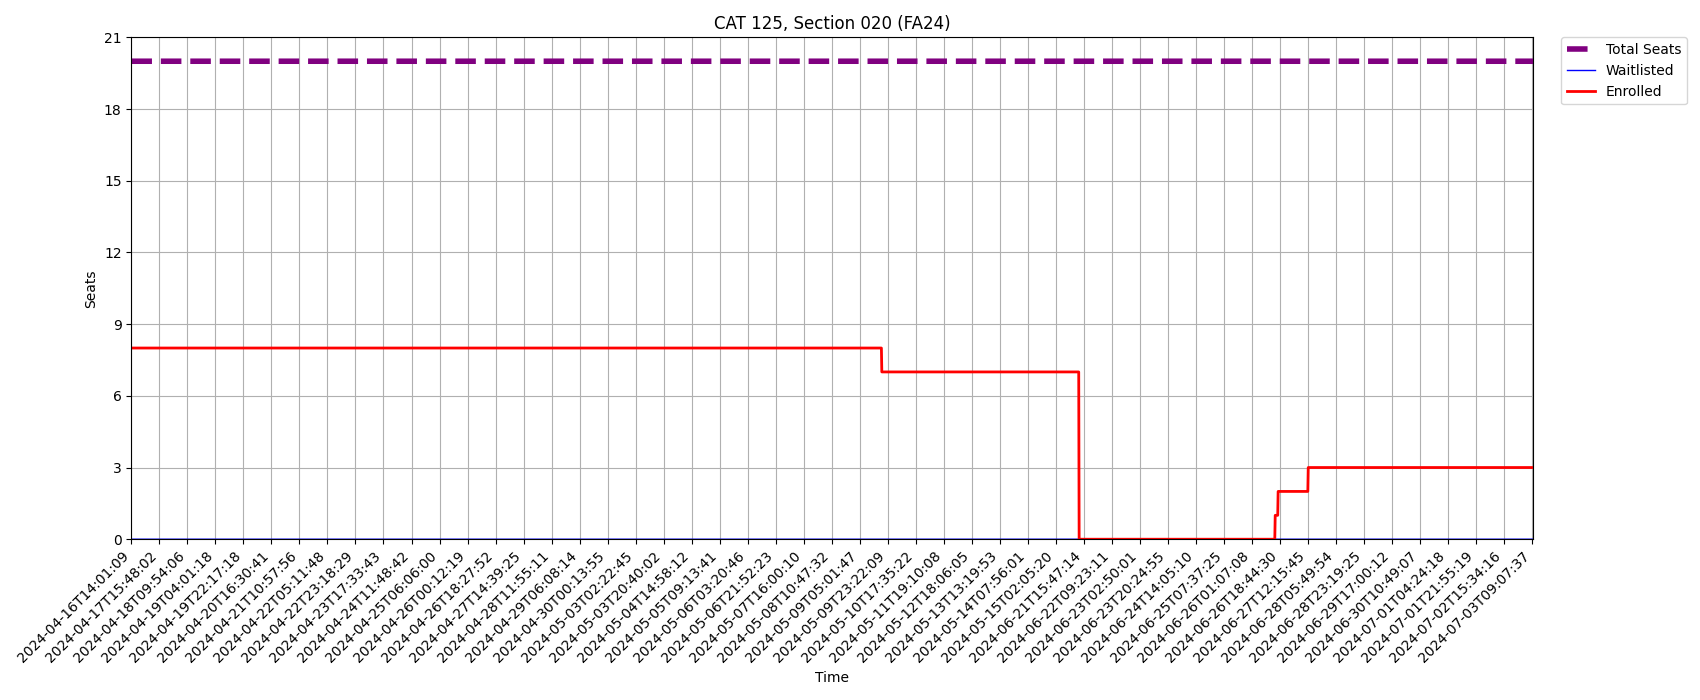 CAT 125, Section 020 (FA24)
Total Seats
Waitlisted
Enrolled
21
18
15
12
9
6
3
0
Seats
2024-04-16T14:01:09
2024-04-17T15:48:02
2024-04-18T09:54:06
2024-04-19T04:01:18
2024-04-19T22:17:18
2024-04-20T16:30:41
2024-04-21T10:57:56
2024-04-22T05:11:48
2024-04-22T23:18:29
2024-04-23T17:33:43
2024-04-24T11:48:42
2024-04-25T06:06:00
2024-04-26T00:12:19
2024-04-26T18:27:52
2024-04-27T14:39:25
2024-04-28T11:55:11
2024-04-29T06:08:14
2024-04-30T00:13:55
2024-05-03T02:22:45
2024-05-03T20:40:02
2024-05-04T14:58:12
2024-05-05T09:13:41
2024-05-06T03:20:46
2024-05-06T21:52:23
2024-05-07T16:00:10
2024-05-08T10:47:32
2024-05-09T05:01:47
2024-05-09T23:22:09
2024-05-10T17:35:22
2024-05-11T19:10:08
2024-05-12T18:06:05
2024-05-13T13:19:53
2024-05-14T07:56:01
2024-05-15T02:05:20
2024-06-21T15:47:14
2024-06-22T09:23:11
2024-06-23T02:50:01
2024-06-23T20:24:55
2024-06-24T14:05:10
2024-06-25T07:37:25
2024-06-26T01:07:08
2024-06-26T18:44:30
2024-06-27T12:15:45
2024-06-28T05:49:54
2024-06-28T23:19:25
2024-06-29T17:00:12
2024-06-30T10:49:07
2024-07-01T04:24:18
2024-07-01T21:55:19
2024-07-02T15:34:16
2024-07-03T09:07:37
Time